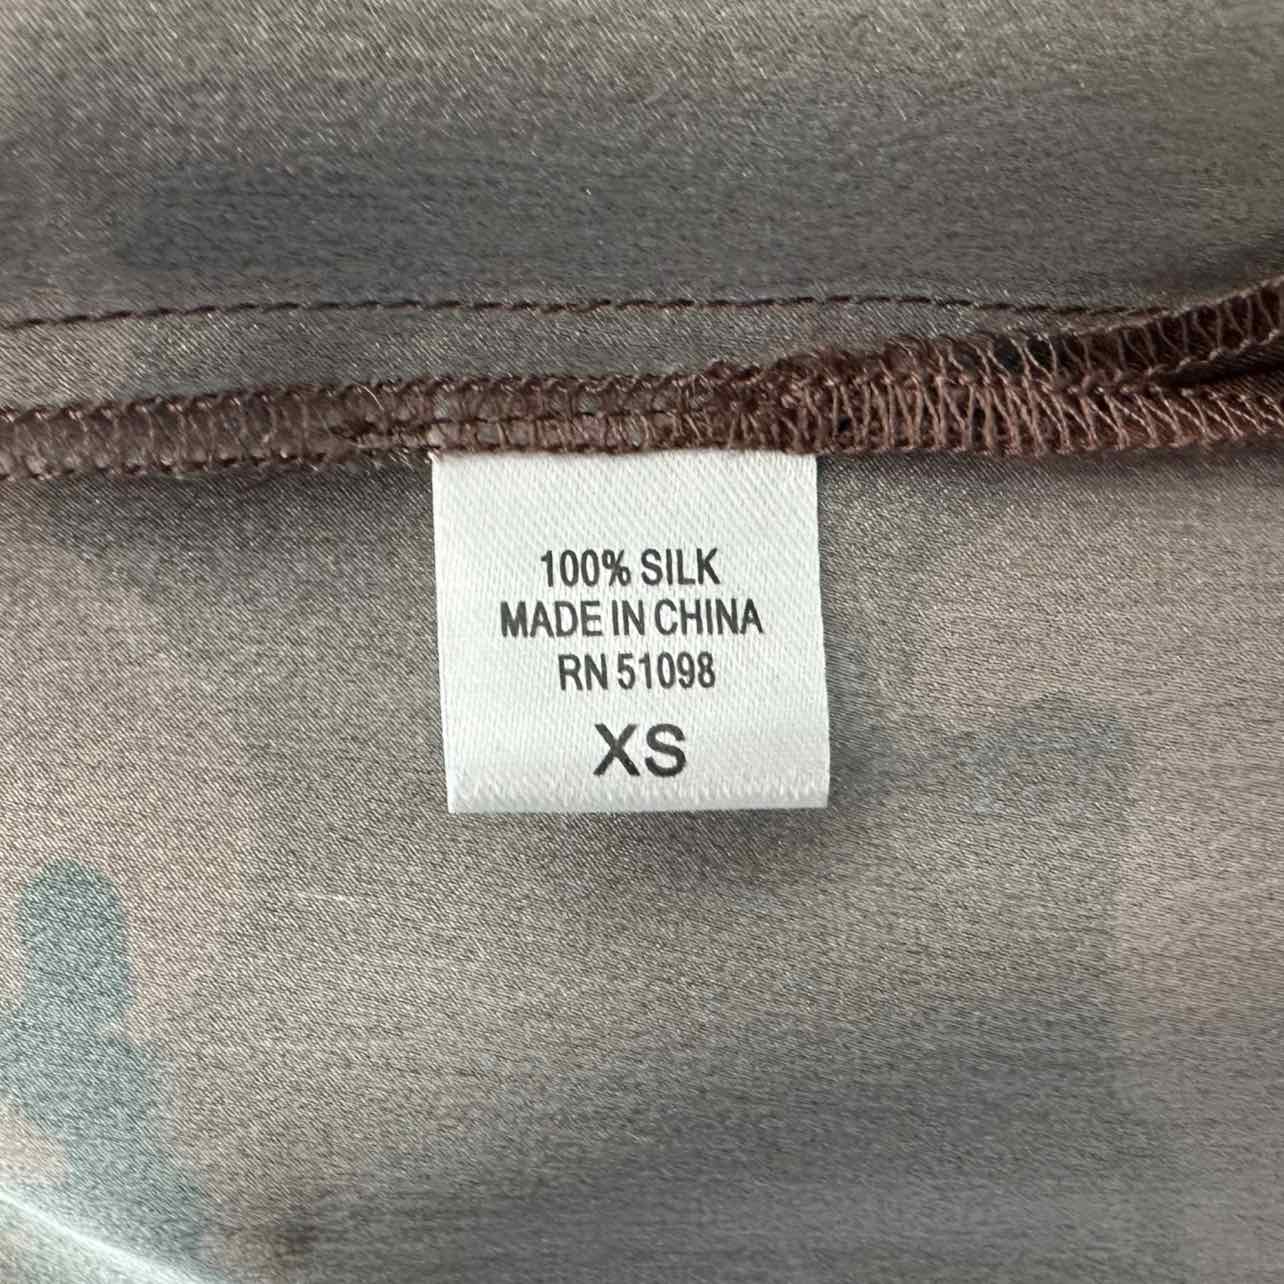 100% SILK
MADE IN CHINA
RN 51098
XS